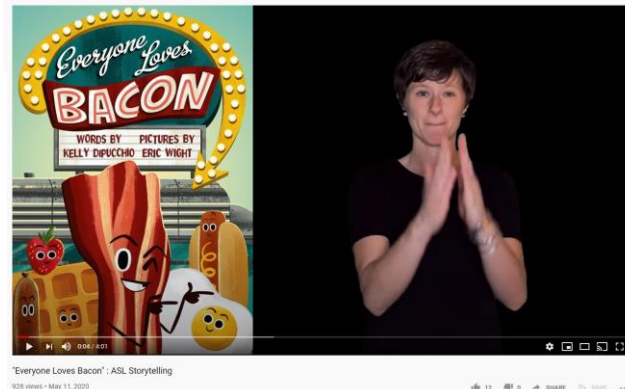 Everyone Loves
BACON
WORDS BY PICTURES BY
KELLY DIPUCCHIO ERIC WIGHT
0:04 / 4:01
"Everyone Loves Bacon" : ASL Storytelling
928 views • May 11, 2020
12 0 SHARE SAVE